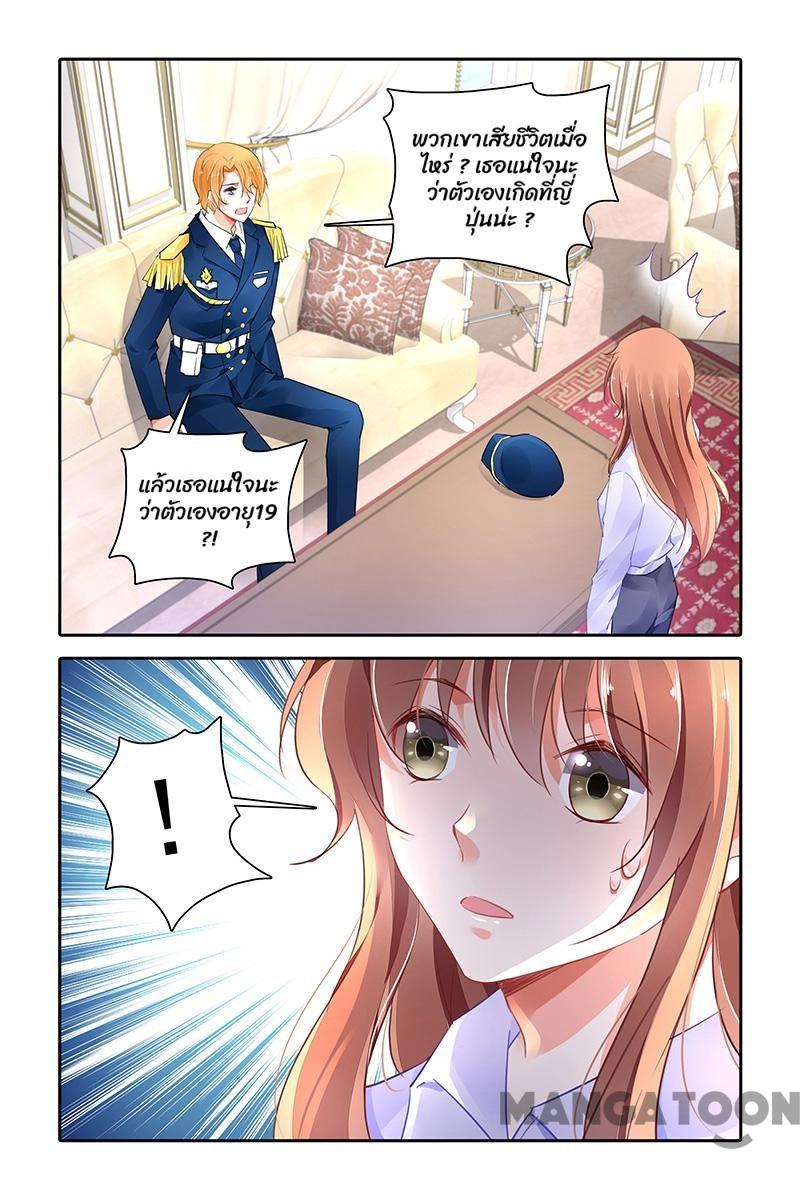 พวกเขาเสียชีวิตเมื่อ
ไหร่ ? เธอแน่ใจนะ
ว่าตัวเองเกิดที่ญี่
ปุ่นน่ะ ?
แล้วเธอแน่ใจนะ
ว่าตัวเองอายุ19
?!
!
MANGATOON